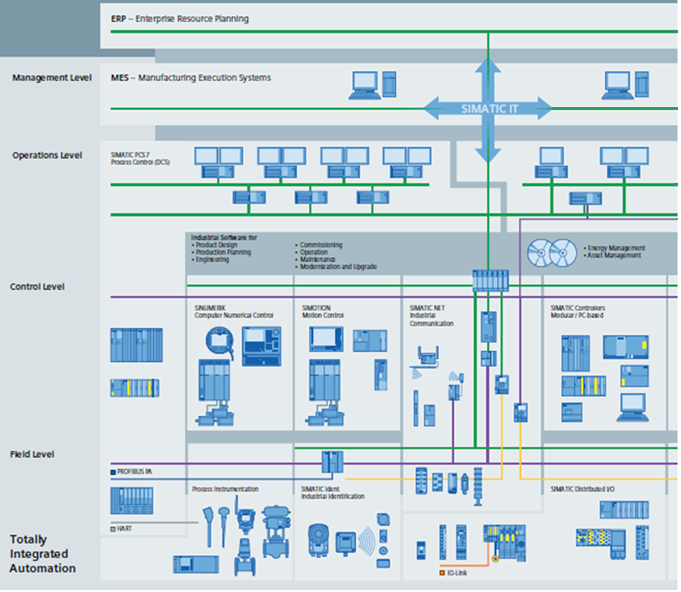 ERP – Enterprise Resource Planning
Management Level
MES – Manufacturing Execution Systems
SIMATIC IT
Operations Level
SIMATIC PCS 7
Process Control (DCS)
Industrial Software for
• Product Design
• Production Planning
• Engineering
• Commissioning
• Operation
• Maintenance
• Modernization and Upgrade
• Energy Management
• Asset Management
Control Level
SINUMERIK
Computer Numerical Control
SIMOTION
Motion Control
SIMATIC NET
Industrial
Communication
SIMATIC Controllers
Modular / PC-based
Field Level
PROFIBUS PA
Process Instrumentation
SIMATIC Ident
Industrial Identification
SIMATIC Distributed I/O
HART
IO-Link
Totally
Integrated
Automation